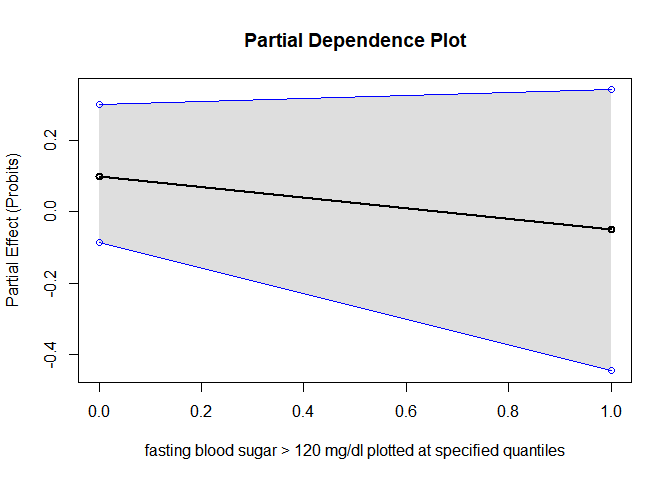 Partial Dependence Plot
Partial Effect (Probits)
0.2
0.0
-0.2
-0.4
0.0 0.2 0.4 0.6 0.8 1.0
fasting blood sugar > 120 mg/dl plotted at specified quantiles